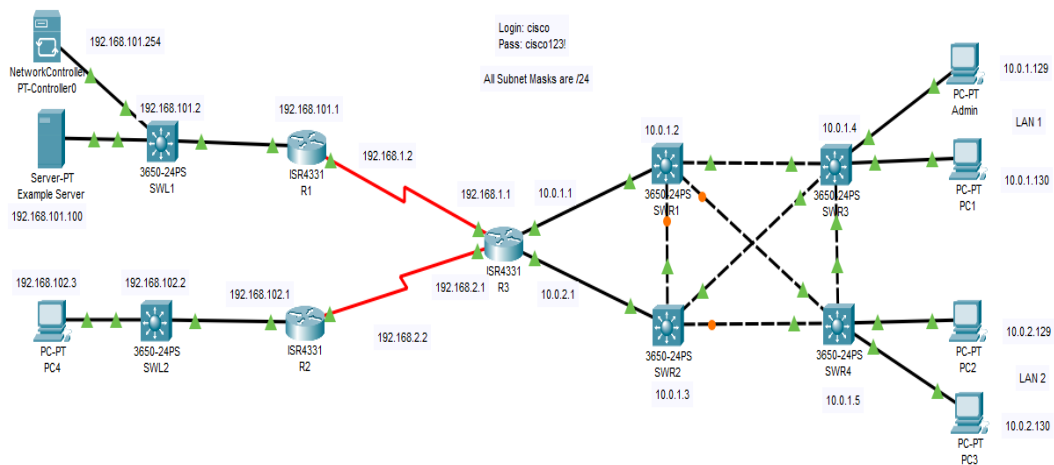 Login: cisco
Pass: cisco123!
All Subnet Masks are /24
192.168.101.254
NetworkController
PT-Controller0
192.168.101.2
3650-24PS
SWL1
Server-PT
Example Server
192.168.101.100
192.168.101.1
ISR4331
R1
192.168.1.2
192.168.1.1
192.168.102.3
PC-PT
PC4
192.168.102.2
3650-24PS
SWL2
192.168.102.1
ISR4331
R2
192.168.2.2
192.168.2.1
ISR4331
R3
10.0.1.1
10.0.2.1
10.0.1.2
3650-24PS
SWR1
3650-24PS
SWR2
10.0.1.3
10.0.1.4
3650-24PS
SWR3
3650-24PS
SWR4
10.0.1.5
PC-PT
Admin
10.0.1.129
LAN 1
PC-PT
PC1
10.0.1.130
PC-PT
PC2
10.0.2.129
LAN 2
PC-PT
PC3
10.0.2.130